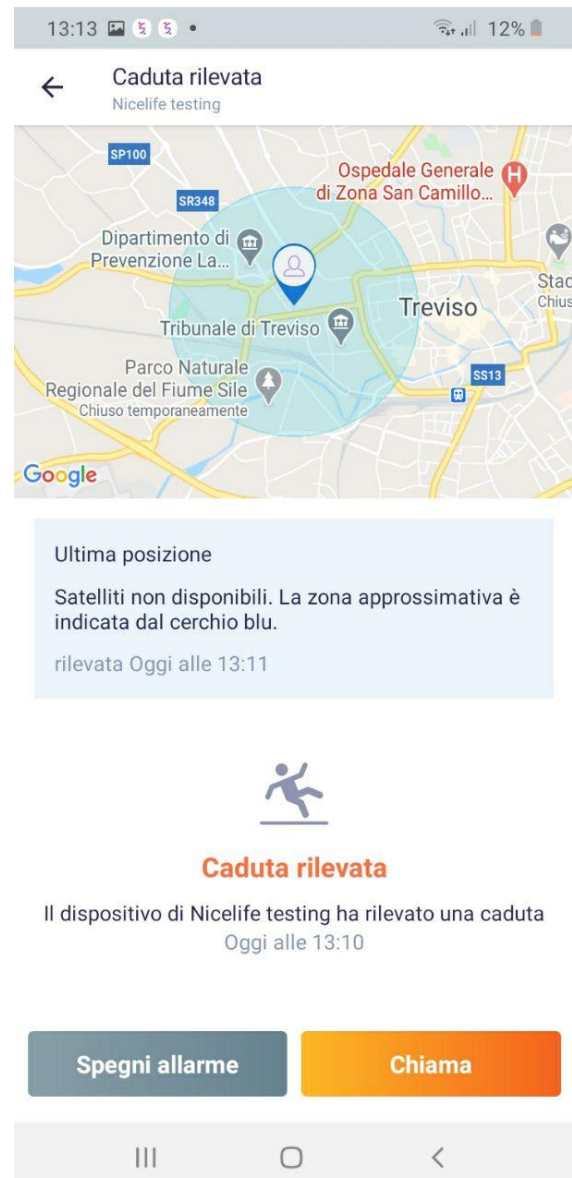 13:13
12%
Caduta rilevata
Nicelife testing
SP100
Ospedale Generale
di Zona San Camillo...
H
SR348
Dipartimento di
Prevenzione La...
Stac
Chius
Treviso
Tribunale di Treviso
Parco Naturale
Regionale del Fiume Sile
Chiuso temporaneamente
SS13
Google
Ultima posizione
Satelliti non disponibili. La zona approssimativa è
indicata dal cerchio blu.
rilevata Oggi alle 13:11
Caduta rilevata
Il dispositivo di Nicelife testing ha rilevato una caduta
Oggi alle 13:10
Spegni allarme
Chiama